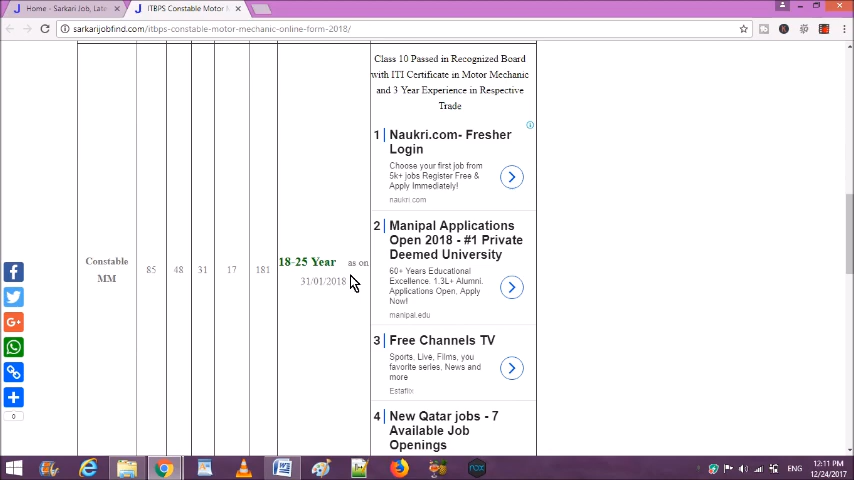 Home - Sarkari Job, Late
ITBPS Constable Motor M
sarkarijobfind.com/itbps-constable-motor-mechanic-online-form-2018/
Class 10 Passed in Recognized Board
with ITI Certificate in Motor Mechanic
and 3 Year Experience in Respective
Trade
1 Naukri.com- Fresher
Login
Choose your first job from
5k+ jobs Register Free &
Apply Immediately!
naukri.com
2 Manipal Applications
Open 2018 - #1 Private
Deemed University
60+ Years Educational
Excellence. 1.3L+ Alumni.
Applications Open, Apply
Now!
manipal.edu
Constable
MM
85 48 31 17 181
18-25 Year as on
31/01/2018
3 Free Channels TV
Sports, Live, Films, you
favorite series, News and
more
Estaflix
4 New Qatar jobs - 7
Available Job
Openings
0
nox
ENG
12:11 PM
12/24/2017